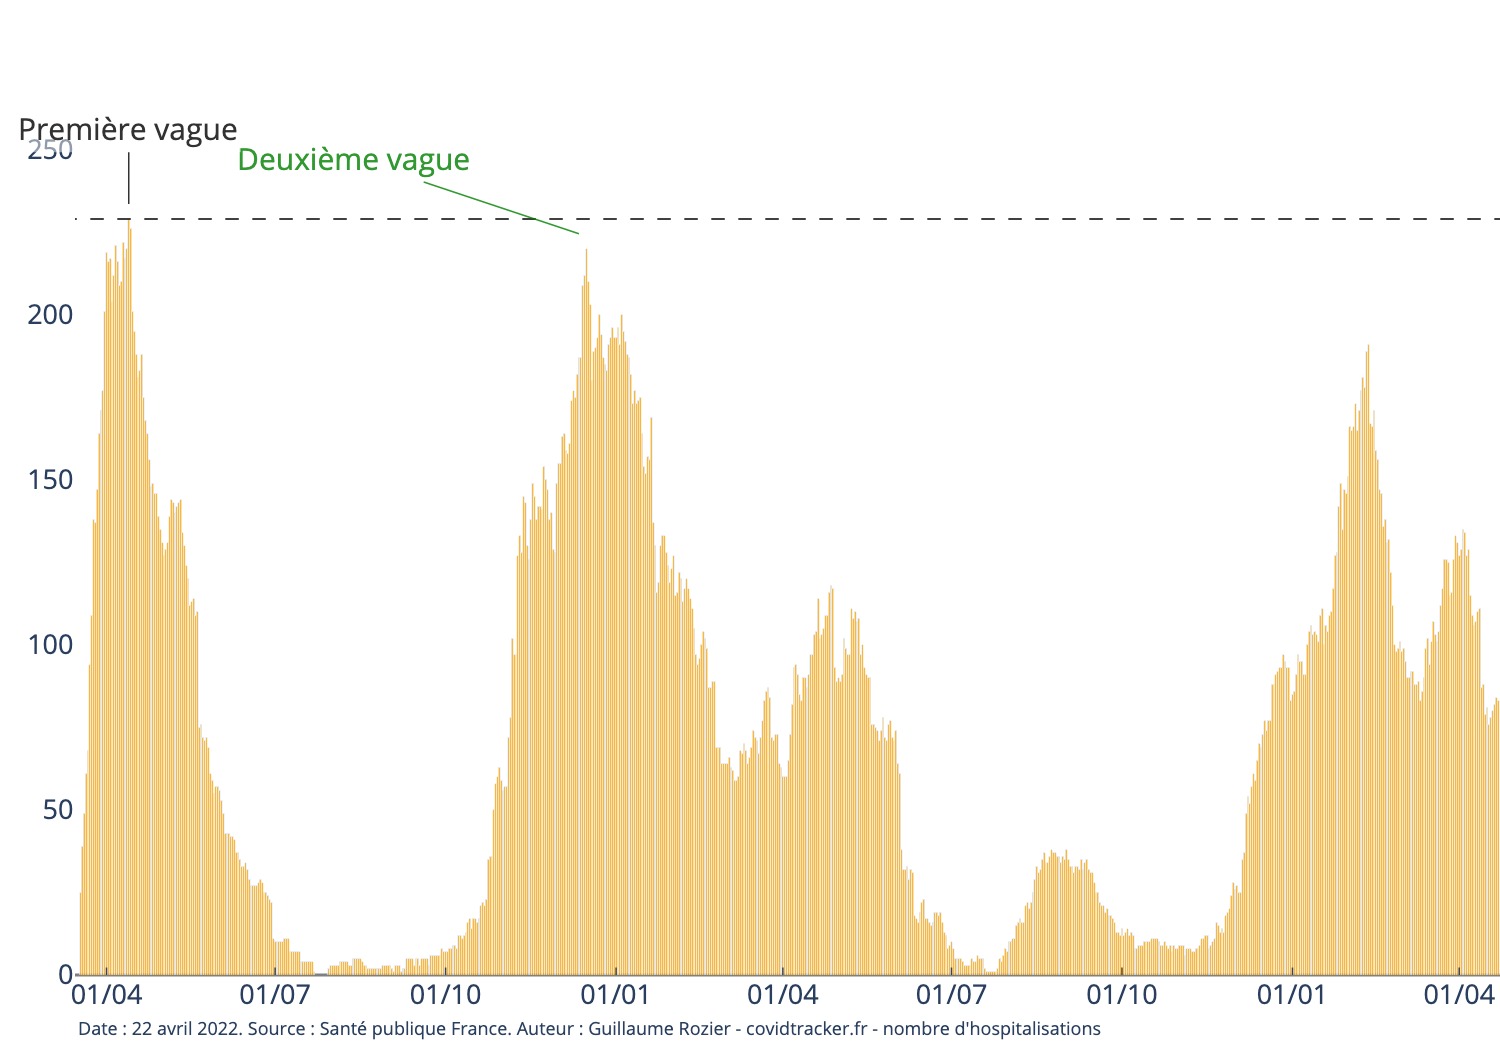 Première vague
250
Deuxième vague
200
150
100
50
0
01/04 01/07 01/10 01/01 01/04 01/07 01/10 01/01 01/04
Date : 22 avril 2022. Source : Santé publique France. Auteur : Guillaume Rozier - covidtracker.fr - nombre d'hospitalisations